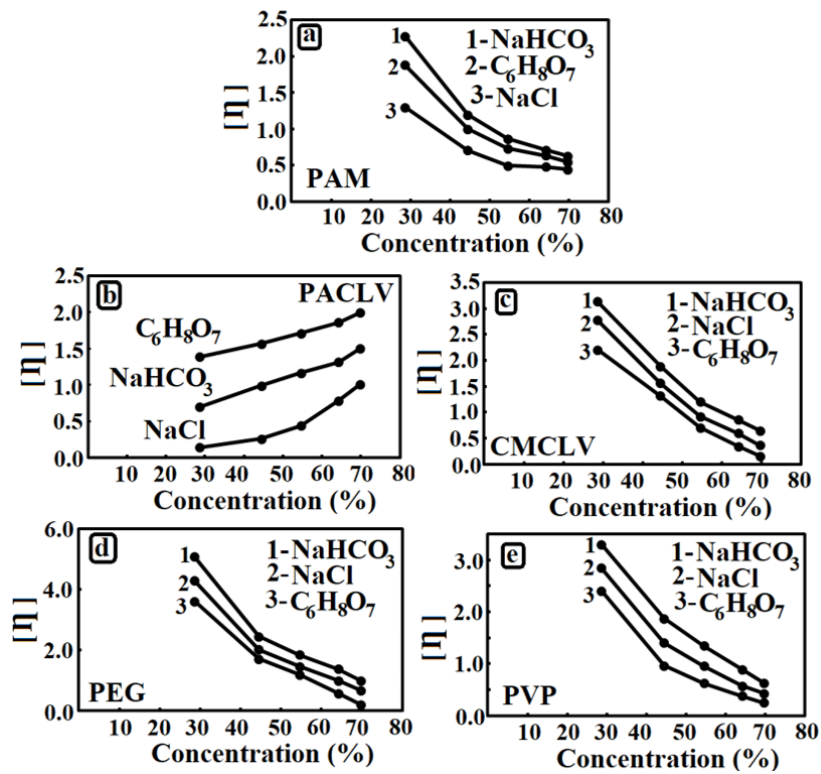 a
2.5
2.0
1.5
1.0
0.5
0.0
[η]
1
2
3
1-NaHCO₃
2-C₆H₈O₇
3-NaCl
PAM
10 20 30 40 50 60 70 80
Concentration (%)
b
2.5
2.0
1.5
1.0
0.5
0.0
[η]
PACLV
C₆H₈O₇
NaHCO₃
NaCl
10 20 30 40 50 60 70 80
Concentration (%)
c
3.5
3.0
2.5
2.0
1.5
1.0
0.5
0.0
[η]
1
2
3
1-NaHCO₃
2-NaCl
3-C₆H₈O₇
CMCLV
10 20 30 40 50 60 70 80
Concentration (%)
d
6.0
4.0
2.0
0.0
[η]
1
2
3
1-NaHCO₃
2-NaCl
3-C₆H₈O₇
PEG
10 20 30 40 50 60 70 80
Concentration (%)
e
3.0
2.0
1.0
0.0
[η]
1
2
3
1-NaHCO₃
2-NaCl
3-C₆H₈O₇
PVP
10 20 30 40 50 60 70 80
Concentration (%)